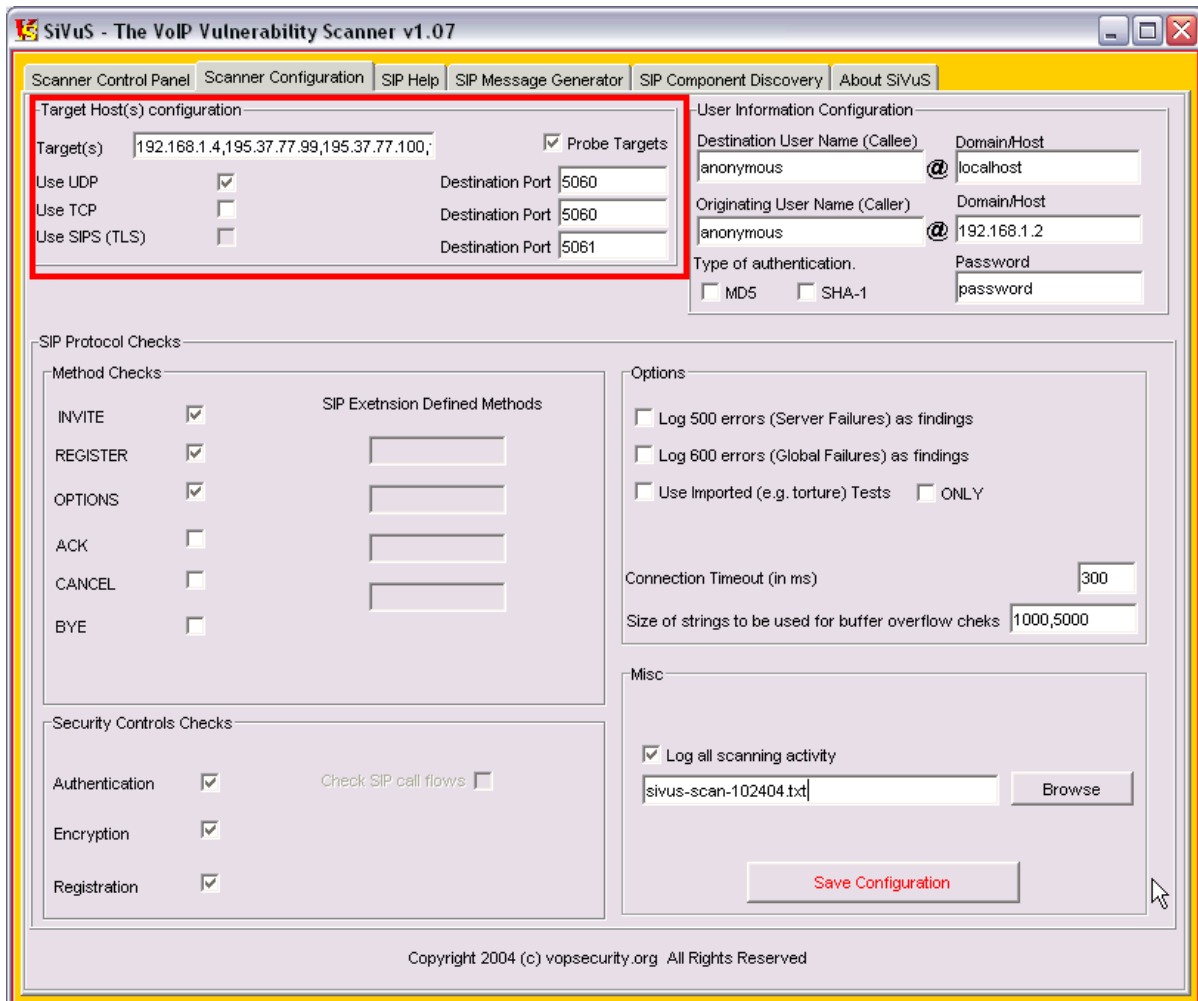 SiVuS - The VoIP Vulnerability Scanner v1.07
Scanner Control Panel
Scanner Configuration
SIP Help
SIP Message Generator
SIP Component Discovery
About SiVuS
Target Host(s) configuration
Target(s)
192.168.1.4,195.37.77.99,195.37.77.100,
Probe Targets
Use UDP
Destination Port
5060
Use TCP
Destination Port
5060
Use SIPS (TLS)
Destination Port
5061
User Information Configuration
Destination User Name (Callee)
Domain/Host
anonymous
@
localhost
Originating User Name (Caller)
Domain/Host
anonymous
@
192.168.1.2
Type of authentication.
Password
MD5
SHA-1
password
SIP Protocol Checks
Method Checks
SIP Exetnsion Defined Methods
INVITE
REGISTER
OPTIONS
ACK
CANCEL
BYE
Options
Log 500 errors (Server Failures) as findings
Log 600 errors (Global Failures) as findings
Use Imported (e.g. torture) Tests
ONLY
Connection Timeout (in ms)
300
Size of strings to be used for buffer overflow cheks
1000,5000
Security Controls Checks
Authentication
Check SIP call flows
Encryption
Registration
Misc
Log all scanning activity
sivus-scan-102404.txt
Browse
Save Configuration
Copyright 2004 (c) vopsecurity.org All Rights Reserved